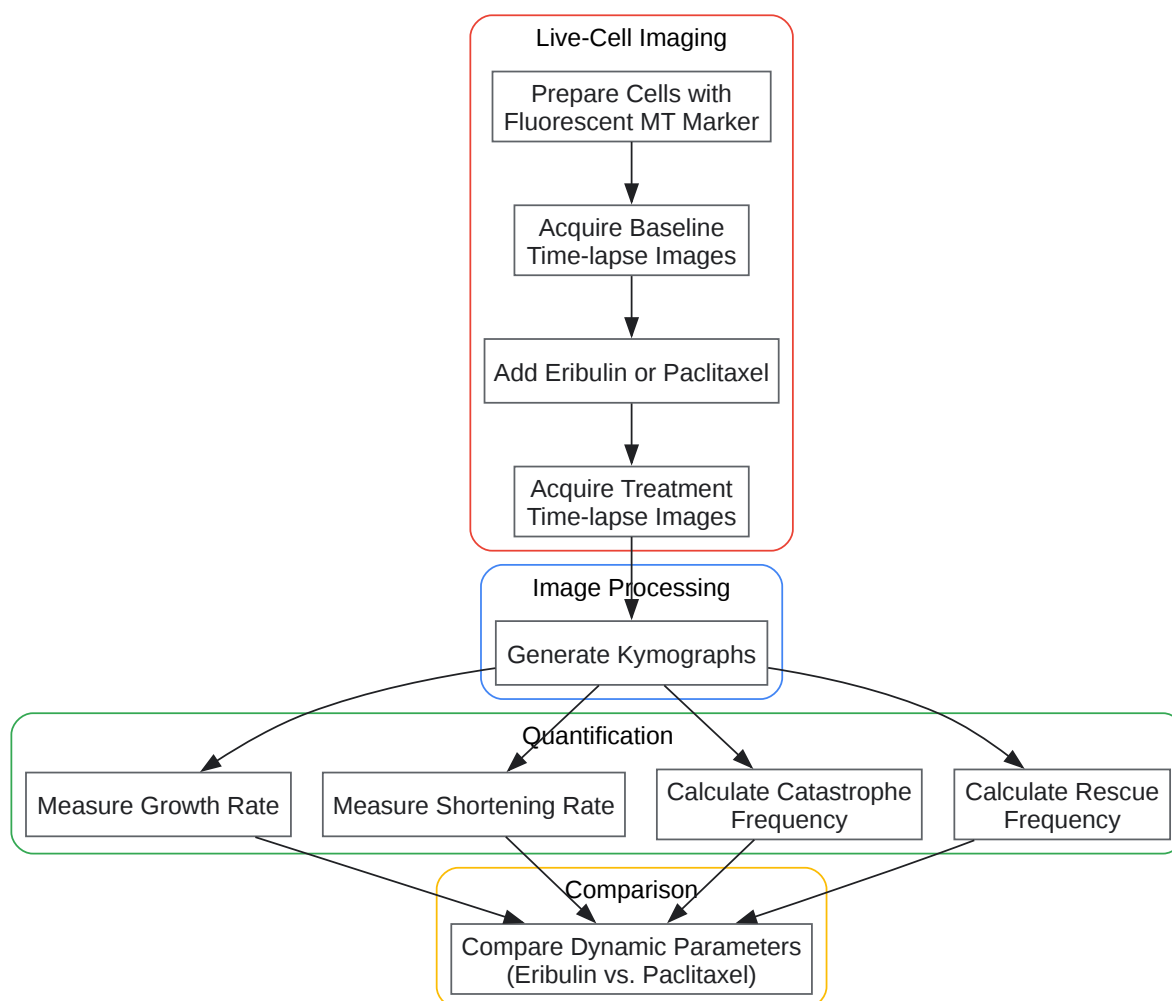 Live-Cell Imaging
Prepare Cells with
Fluorescent MT Marker
Acquire Baseline
Time-lapse Images
Add Eribulin or Paclitaxel
Acquire Treatment
Time-lapse Images
Image Processing
Generate Kymographs
Quantification
Measure Growth Rate
Measure Shortening Rate
Calculate Catastrophe
Frequency
Calculate Rescue
Frequency
Comparison
Compare Dynamic Parameters
(Eribulin vs. Paclitaxel)